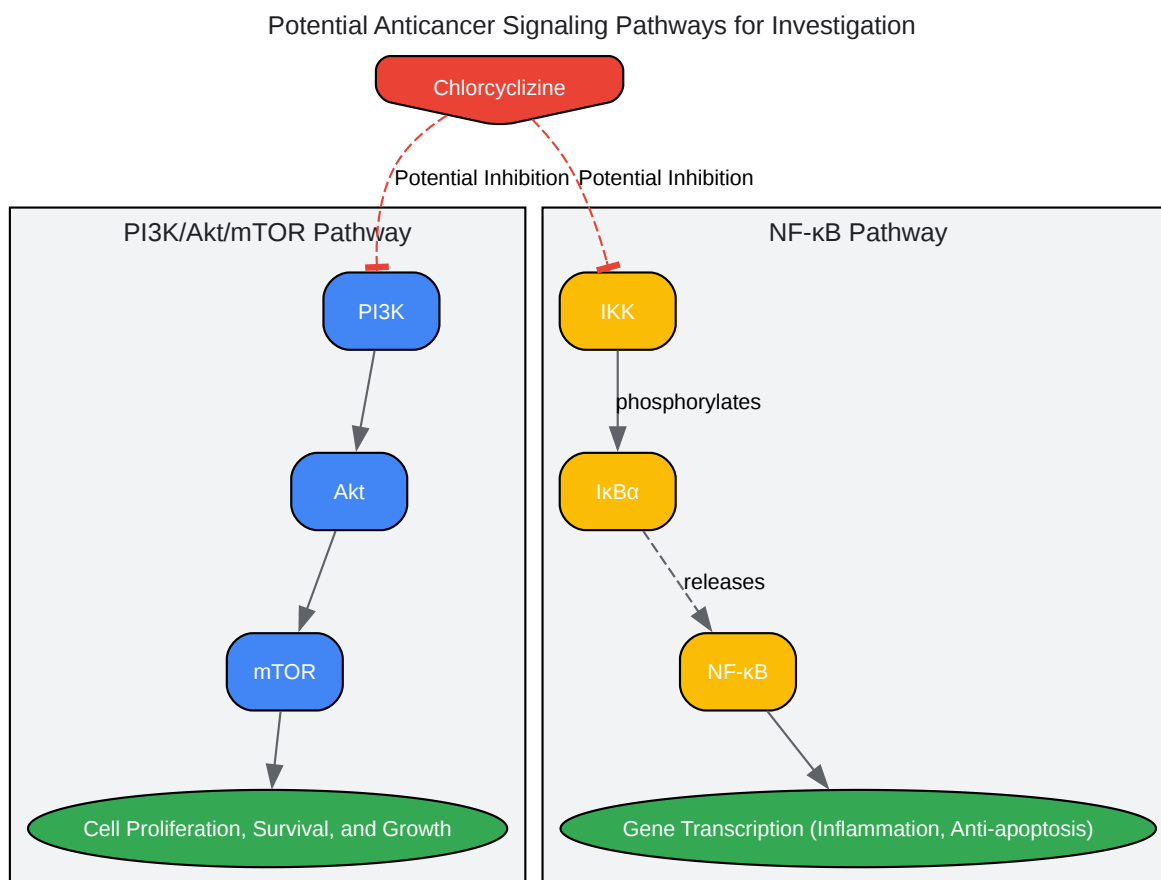 Potential Anticancer Signaling Pathways for Investigation
Chlorcyclizine
Potential Inhibition
Potential Inhibition
PI3K/Akt/mTOR Pathway
PI3K
Akt
mTOR
Cell Proliferation, Survival, and Growth
NF-κB Pathway
IKK
phosphorylates
IκBα
releases
NF-κB
Gene Transcription (Inflammation, Anti-apoptosis)